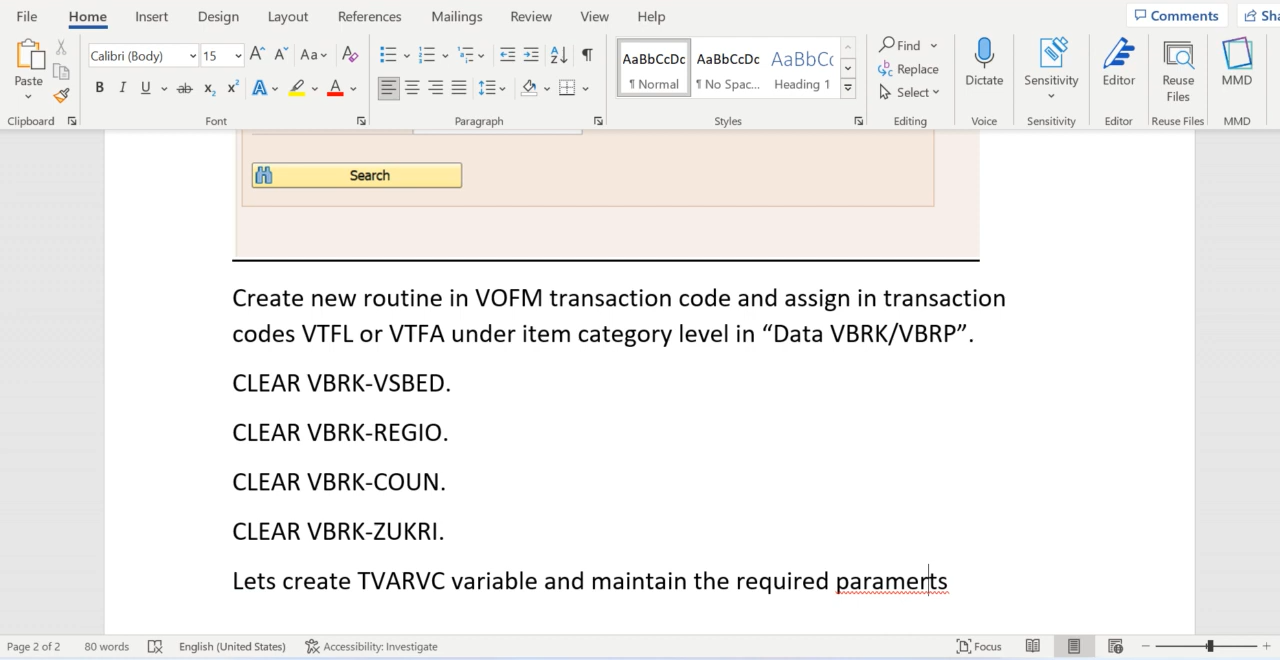 File Home Insert Design Layout References Mailings Review View Help Comments Sha
Calibri (Body) 15 Aa
AaBbCcDc AaBbCcDc AaBbCc
Find
Paste
Replace
Dictate Sensitivity Editor Reuse Files MMD
¶ Normal ¶ No Spac... Heading 1
Select
Clipboard Font Paragraph Styles Editing Voice Sensitivity Editor Reuse Files MMD
Search
Create new routine in VOFM transaction code and assign in transaction
codes VTFL or VTFA under item category level in “Data VBRK/VBRP”.
CLEAR VBRK-VSBED.
CLEAR VBRK-REGIO.
CLEAR VBRK-COUN.
CLEAR VBRK-ZUKRI.
Lets create TVARVC variable and maintain the required paramerts
Page 2 of 2 80 words English (United States) Accessibility: Investigate Focus